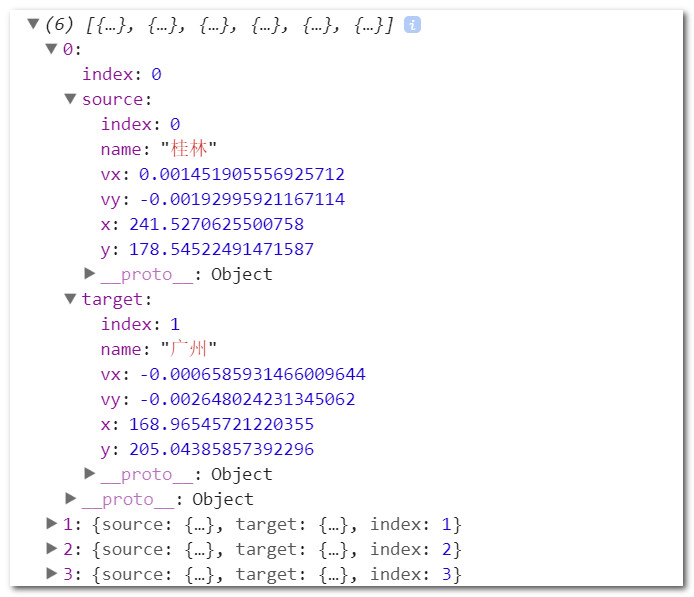 ▼(6) [{…}, {…}, {…}, {…}, {…}, {…}] i
▼0:
index: 0
▼source:
index: 0
name: "桂林"
vx: 0.001451905556925712
vy: -0.00192995921167114
x: 241.5270625500758
y: 178.54522491471587
▶__proto__: Object
▼target:
index: 1
name: "广州"
vx: -0.0006585931466009644
vy: -0.002648024231345062
x: 168.96545721220355
y: 205.04385857392296
▶__proto__: Object
▶__proto__: Object
▶1: {source: {…}, target: {…}, index: 1}
▶2: {source: {…}, target: {…}, index: 2}
▶3: {source: {…}, target: {…}, index: 3}